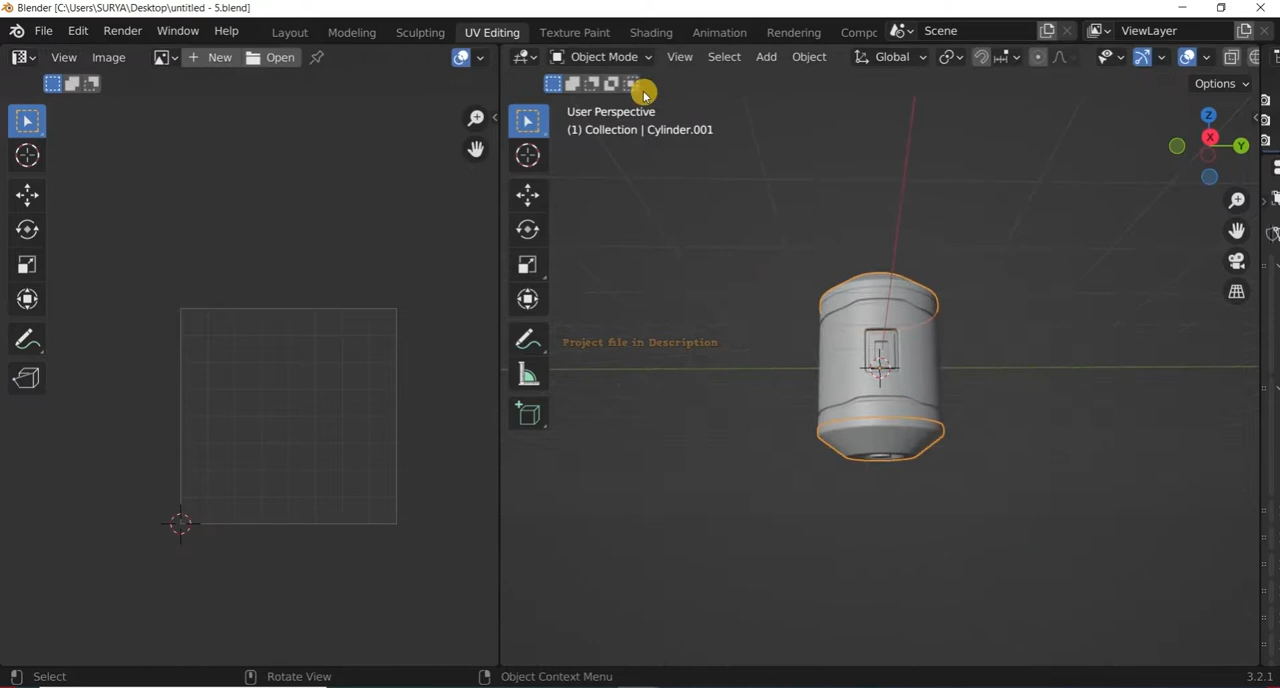 Blender [C:\Users\SURYA\Desktop\untitled - 5.blend]
File Edit Render Window Help Layout Modeling Sculpting UV Editing Texture Paint Shading Animation Rendering Compc Scene ViewLayer
View Image New Open Object Mode View Select Add Object Global
Options
User Perspective
(1) Collection | Cylinder.001
Z
X
Y
Project file in Description
Select Rotate View Object Context Menu 3.2.1